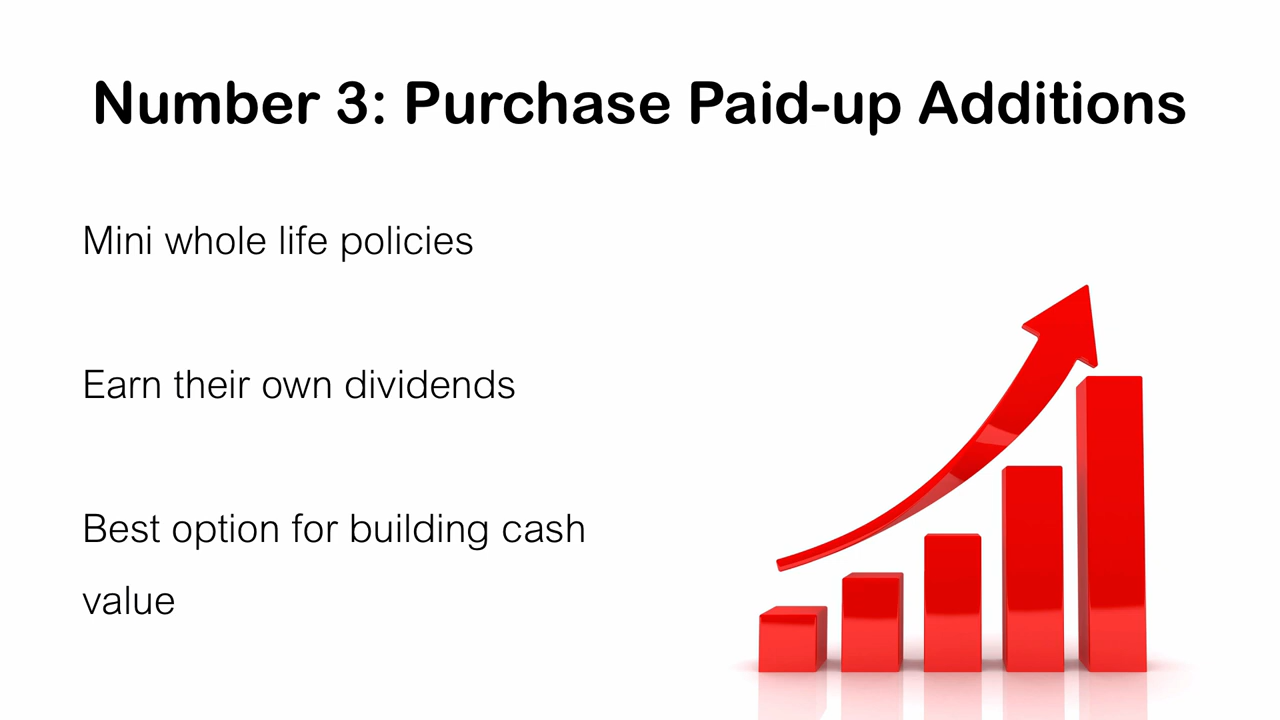 Number 3: Purchase Paid-up Additions
Mini whole life policies
Earn their own dividends
Best option for building cash
value